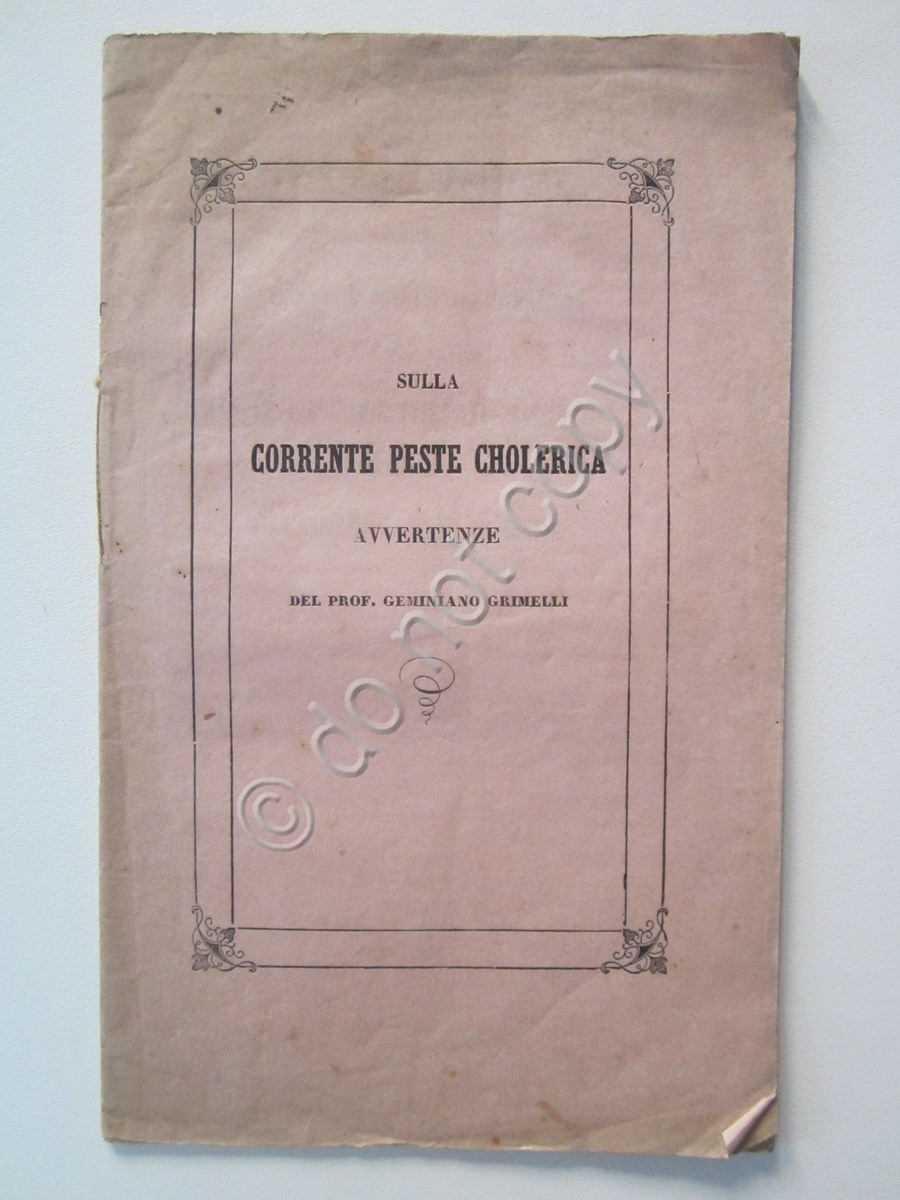 SULLA
CORRENTE PESTE CHOLERICA
AVVERTENZE
DEL PROF. GEMINIANO GRIMELLI
© do not copy